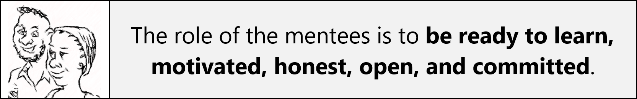 The role of the mentees is to be ready to learn,
motivated, honest, open, and committed.